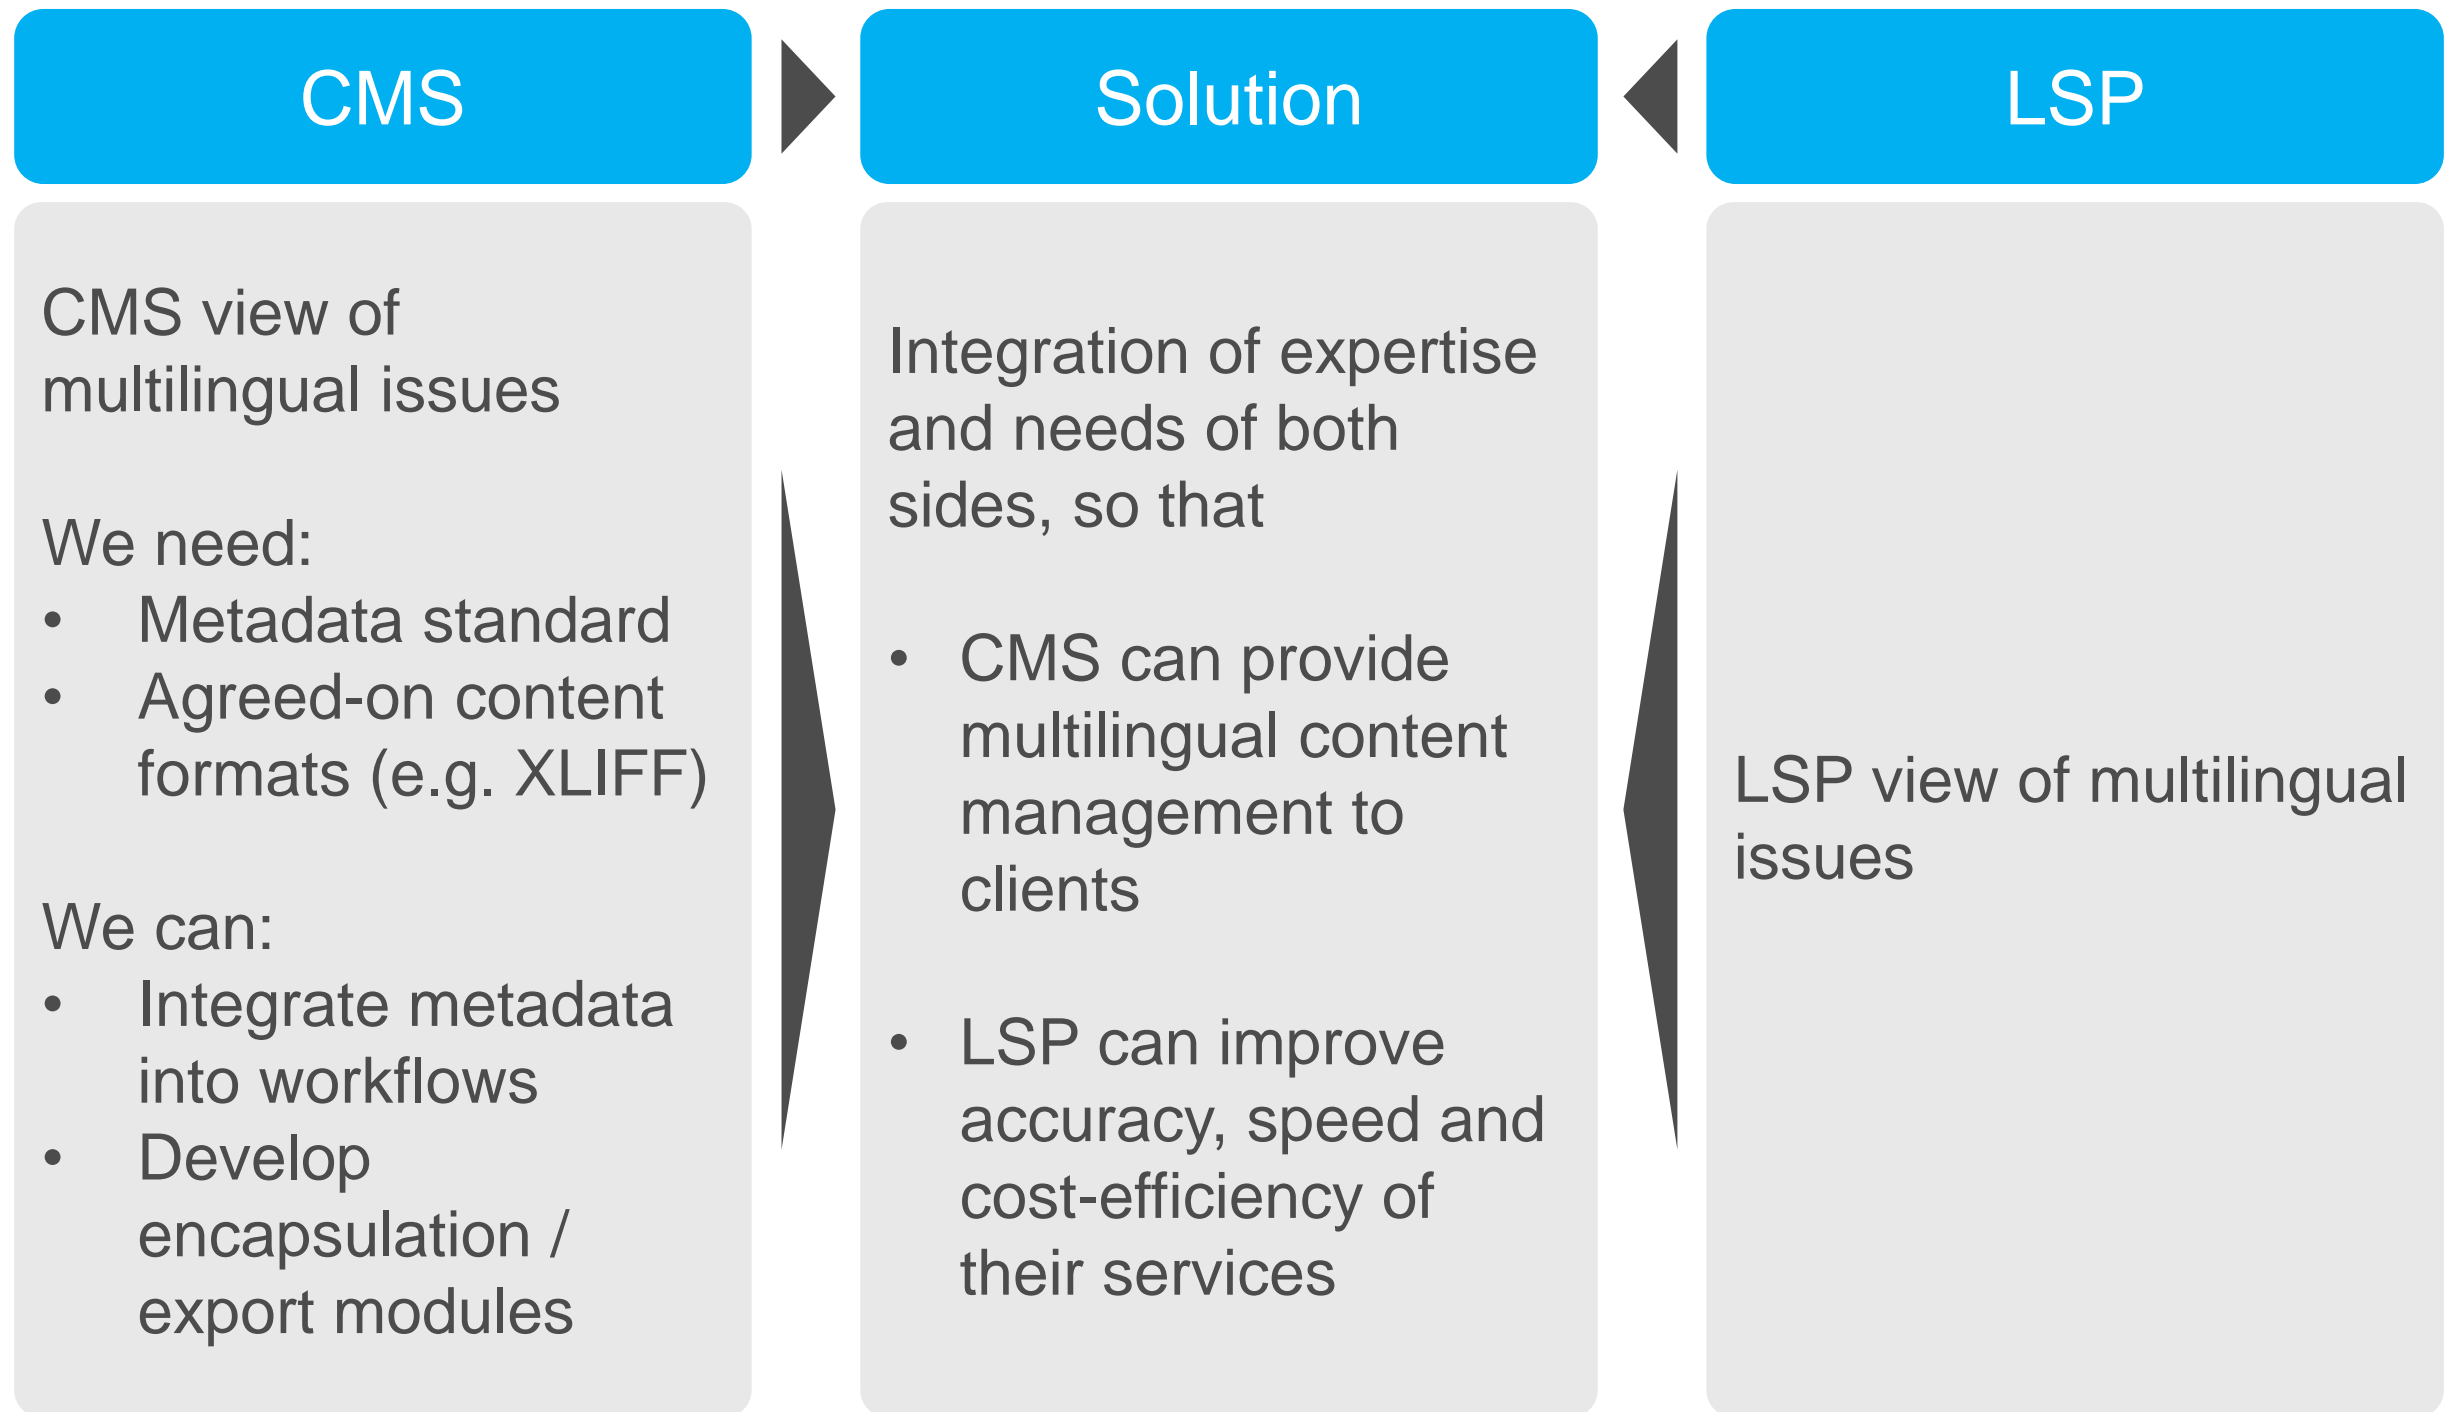 CMS
CMS view of
multilingual issues
We need:
• Metadata standard
• Agreed-on content
formats (e.g. XLIFF)
We can:
• Integrate metadata
into workflows
• Develop
encapsulation /
export modules
Solution
Integration of expertise
and needs of both
sides, so that
• CMS can provide
multilingual content
management to
clients
• LSP can improve
accuracy, speed and
cost-efficiency of
their services
LSP
LSP view of multilingual
issues